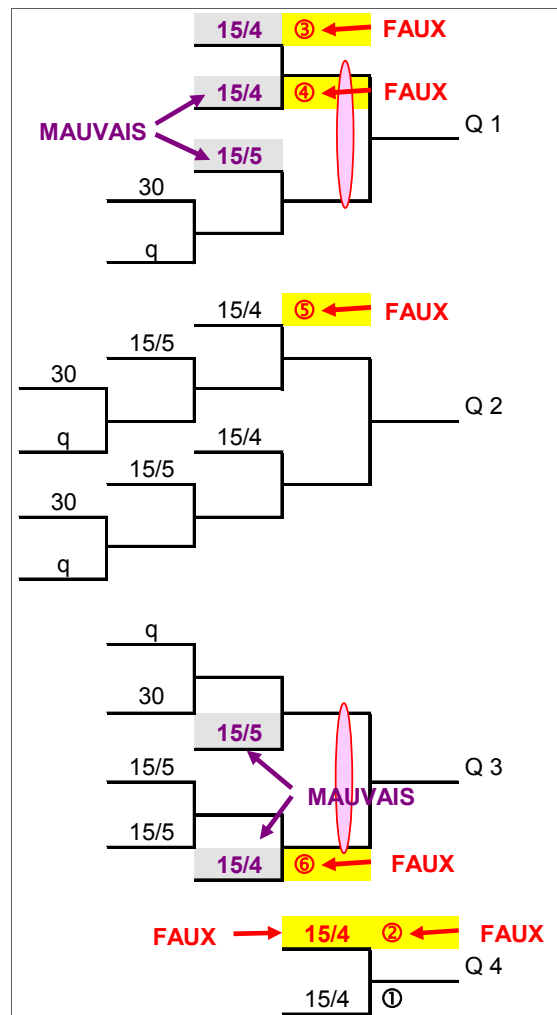 15/4 ③ FAUX
15/4 ④ FAUX
MAUVAIS
Q 1
15/5
30
q
15/4 ⑤ FAUX
15/5
30
Q 2
q
15/4
15/5
30
q
q
30
15/5
Q 3
15/5
MAUVAIS
15/5
15/4 ⑥ FAUX
FAUX 15/4 ② FAUX
Q 4
15/4 ①